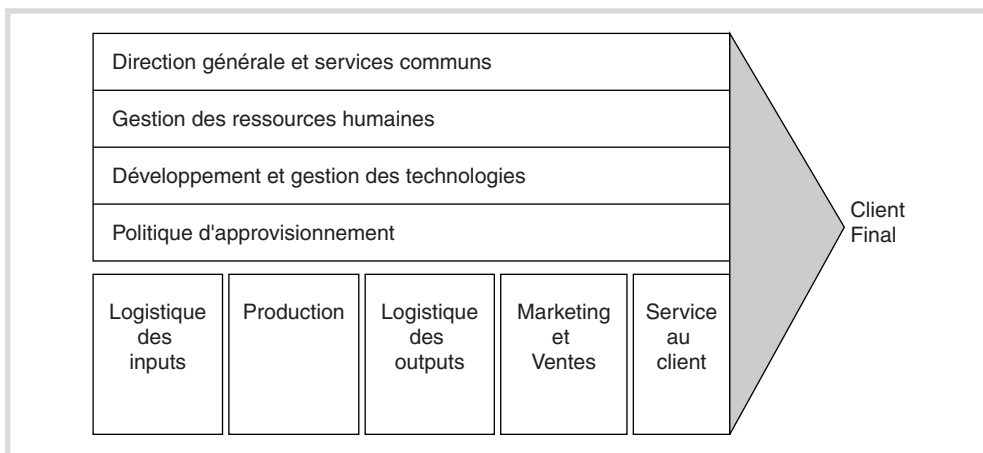 Direction générale et services communs
Gestion des ressources humaines
Développement et gestion des technologies
Politique d'approvisionnement
Client
Final
Logistique
des
inputs
Production
Logistique
des
outputs
Marketing
et
Ventes
Service
au
client